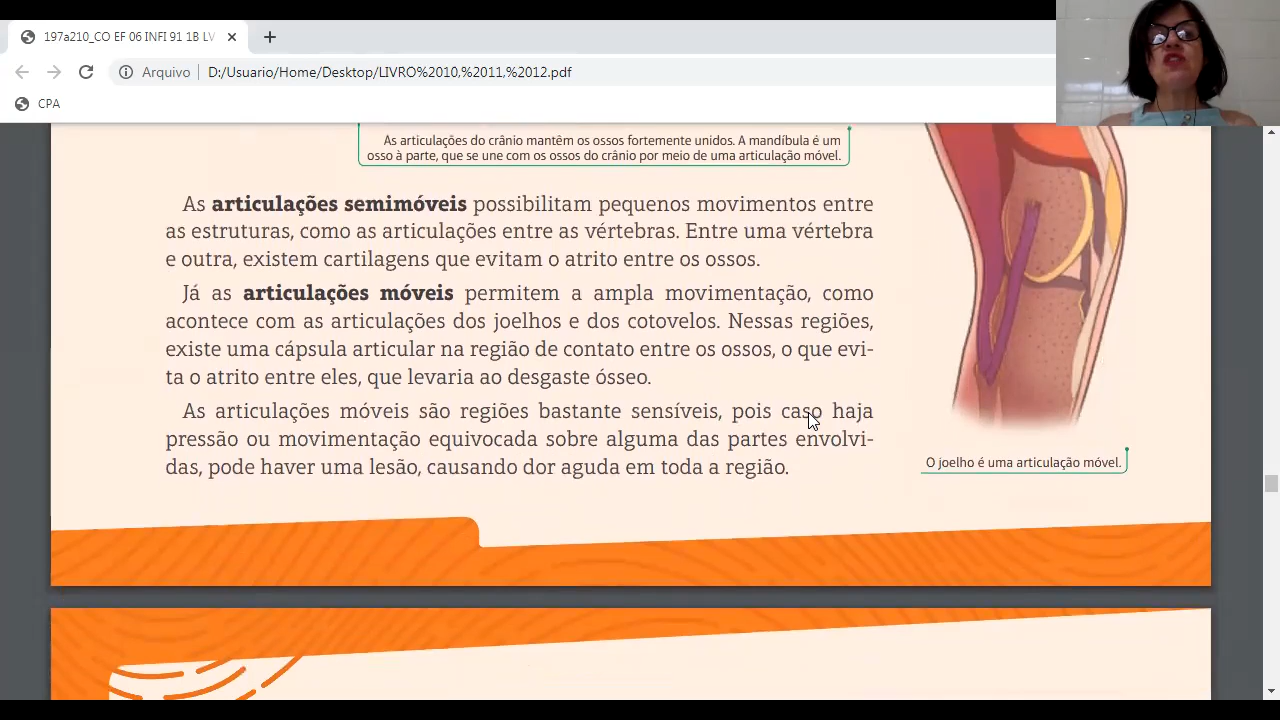 197a210_CO EF 06 INFI 91 1B LV
Arquivo
D:/Usuario/Home/Desktop/LIVRO%2010,%2011,%2012.pdf
CPA
As articulações do crânio mantêm os ossos fortemente unidos. A mandíbula é um
osso à parte, que se une com os ossos do crânio por meio de uma articulação móvel.
As articulações semimóveis possibilitam pequenos movimentos entre
as estruturas, como as articulações entre as vértebras. Entre uma vértebra
e outra, existem cartilagens que evitam o atrito entre os ossos.
Já as articulações móveis permitem a ampla movimentação, como
acontece com as articulações dos joelhos e dos cotovelos. Nessas regiões,
existe uma cápsula articular na região de contato entre os ossos, o que evi-
ta o atrito entre eles, que levaria ao desgaste ósseo.
As articulações móveis são regiões bastante sensíveis, pois caso haja
pressão ou movimentação equivocada sobre alguma das partes envolvi-
das, pode haver uma lesão, causando dor aguda em toda a região.
O joelho é uma articulação móvel.